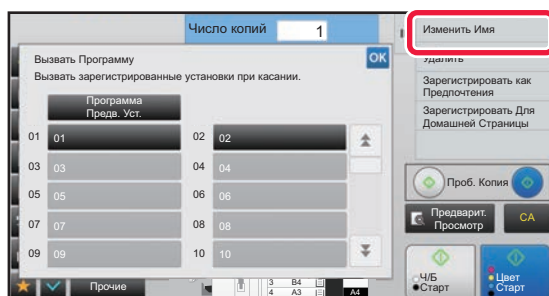 Число копий 1
Вызвать Программу
OK
Вызвать зарегистрированные установки при касании.
Программа
Предв. Уст.
01 01
02 02
03 03
04 04
05 05
06 06
07 07
08 08
09 09
10 10
Прочие
3 B4
4 A3
A4
Изменить Имя
Удалить
Зарегистрировать как
Предпочтения
Зарегистрировать Для
Домашней Страницы
Проб. Копия
Предварит.
Просмотр
CA
Ч/Б
Старт
Цвет
Старт